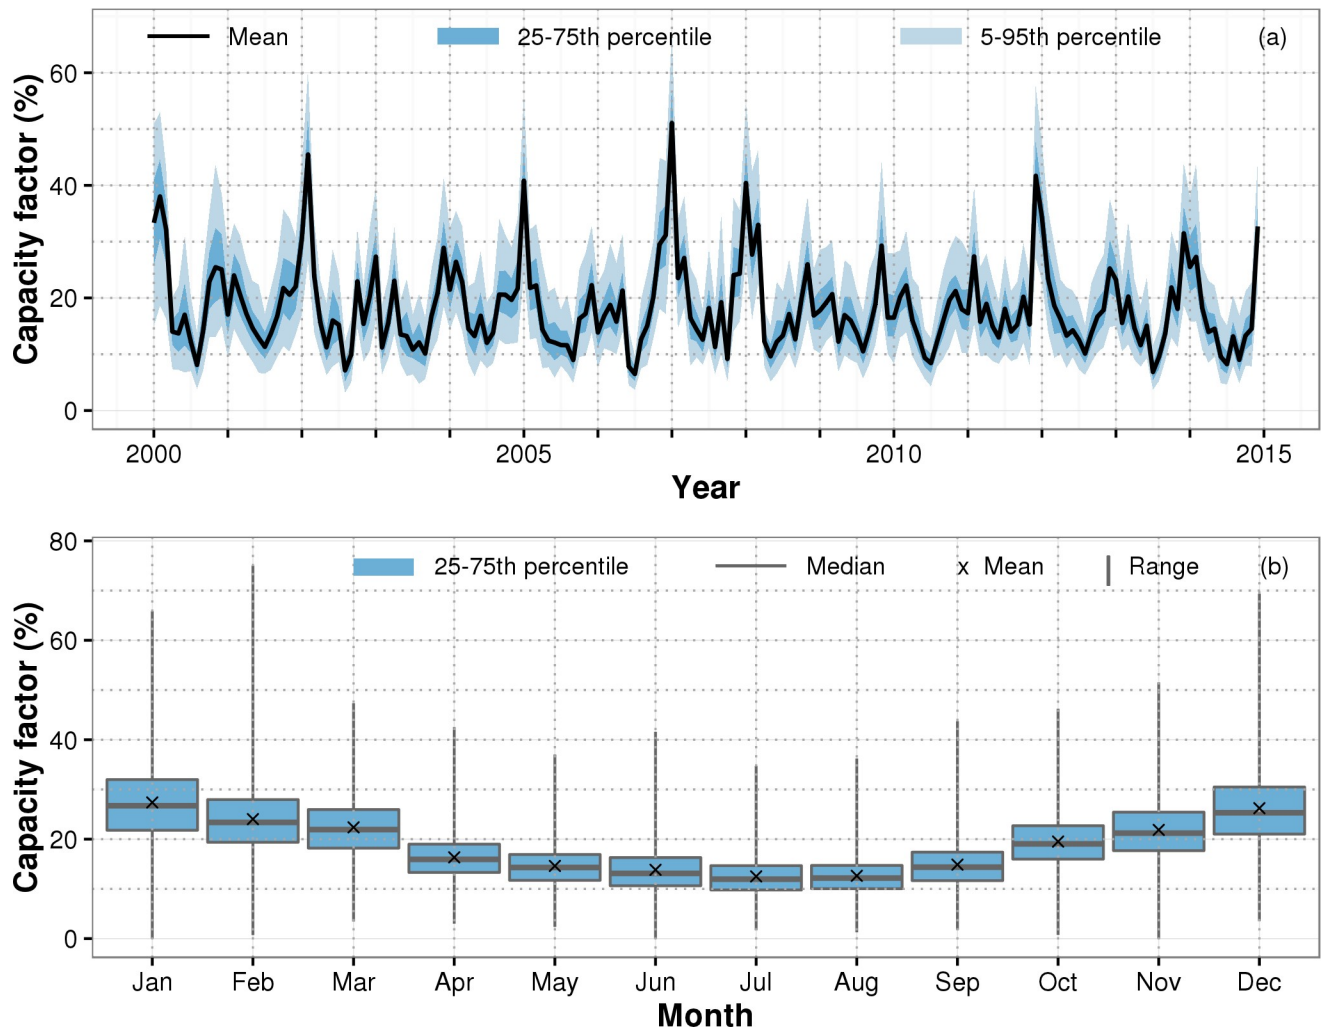 Mean 25-75th percentile 5-95th percentile (a)
Capacity factor (%)
60
40
20
0
2000 2005 2010 2015
Year
25-75th percentile Median x Mean Range (b)
Capacity factor (%)
80
60
40
20
0
Jan Feb Mar Apr May Jun Jul Aug Sep Oct Nov Dec
Month